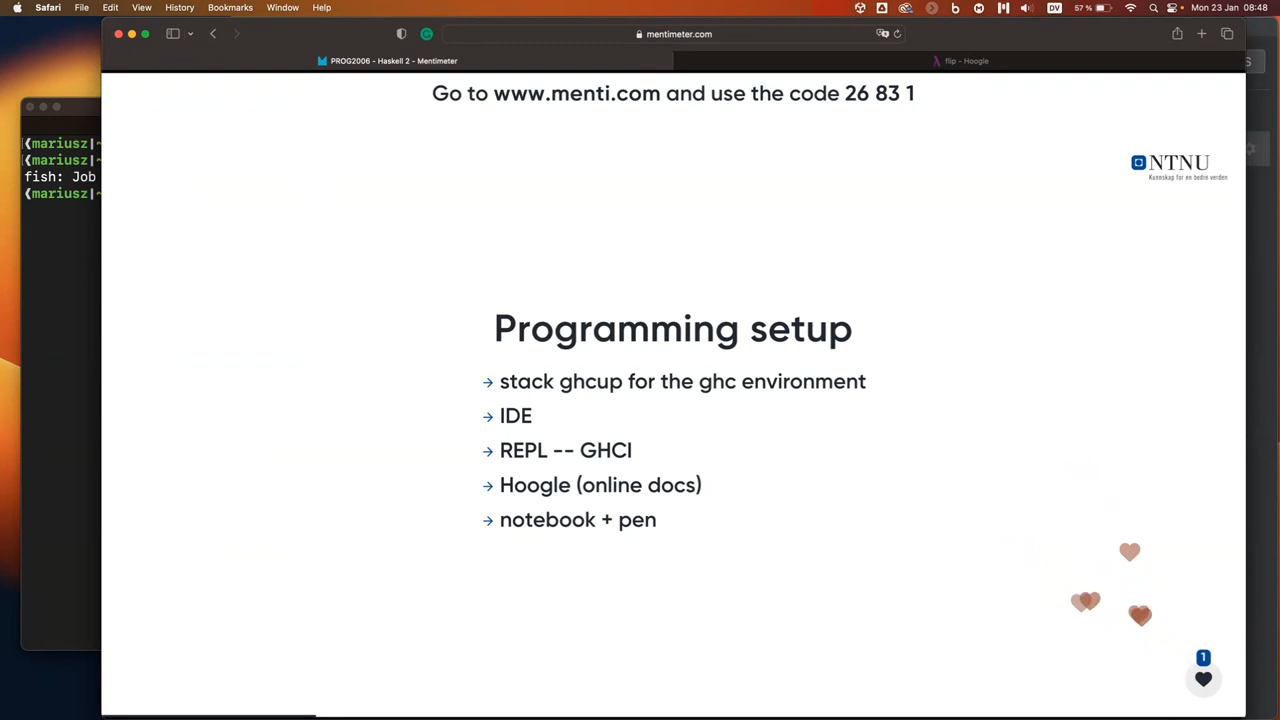 Safari File Edit View History Bookmarks Window Help DV 57 % Mon 23 Jan 08:48
mentimeter.com
PROG2006 - Haskell 2 - Mentimeter
flip - Hoogle
S
Go to www.menti.com and use the code 26 83 1
❮mariusz|~
❮mariusz|~
fish: Job
❮mariusz|~
NTNU
Kunnskap for en bedre verden
Programming setup
→ stack ghcup for the ghc environment
→ IDE
→ REPL -- GHCI
→ Hoogle (online docs)
→ notebook + pen
1